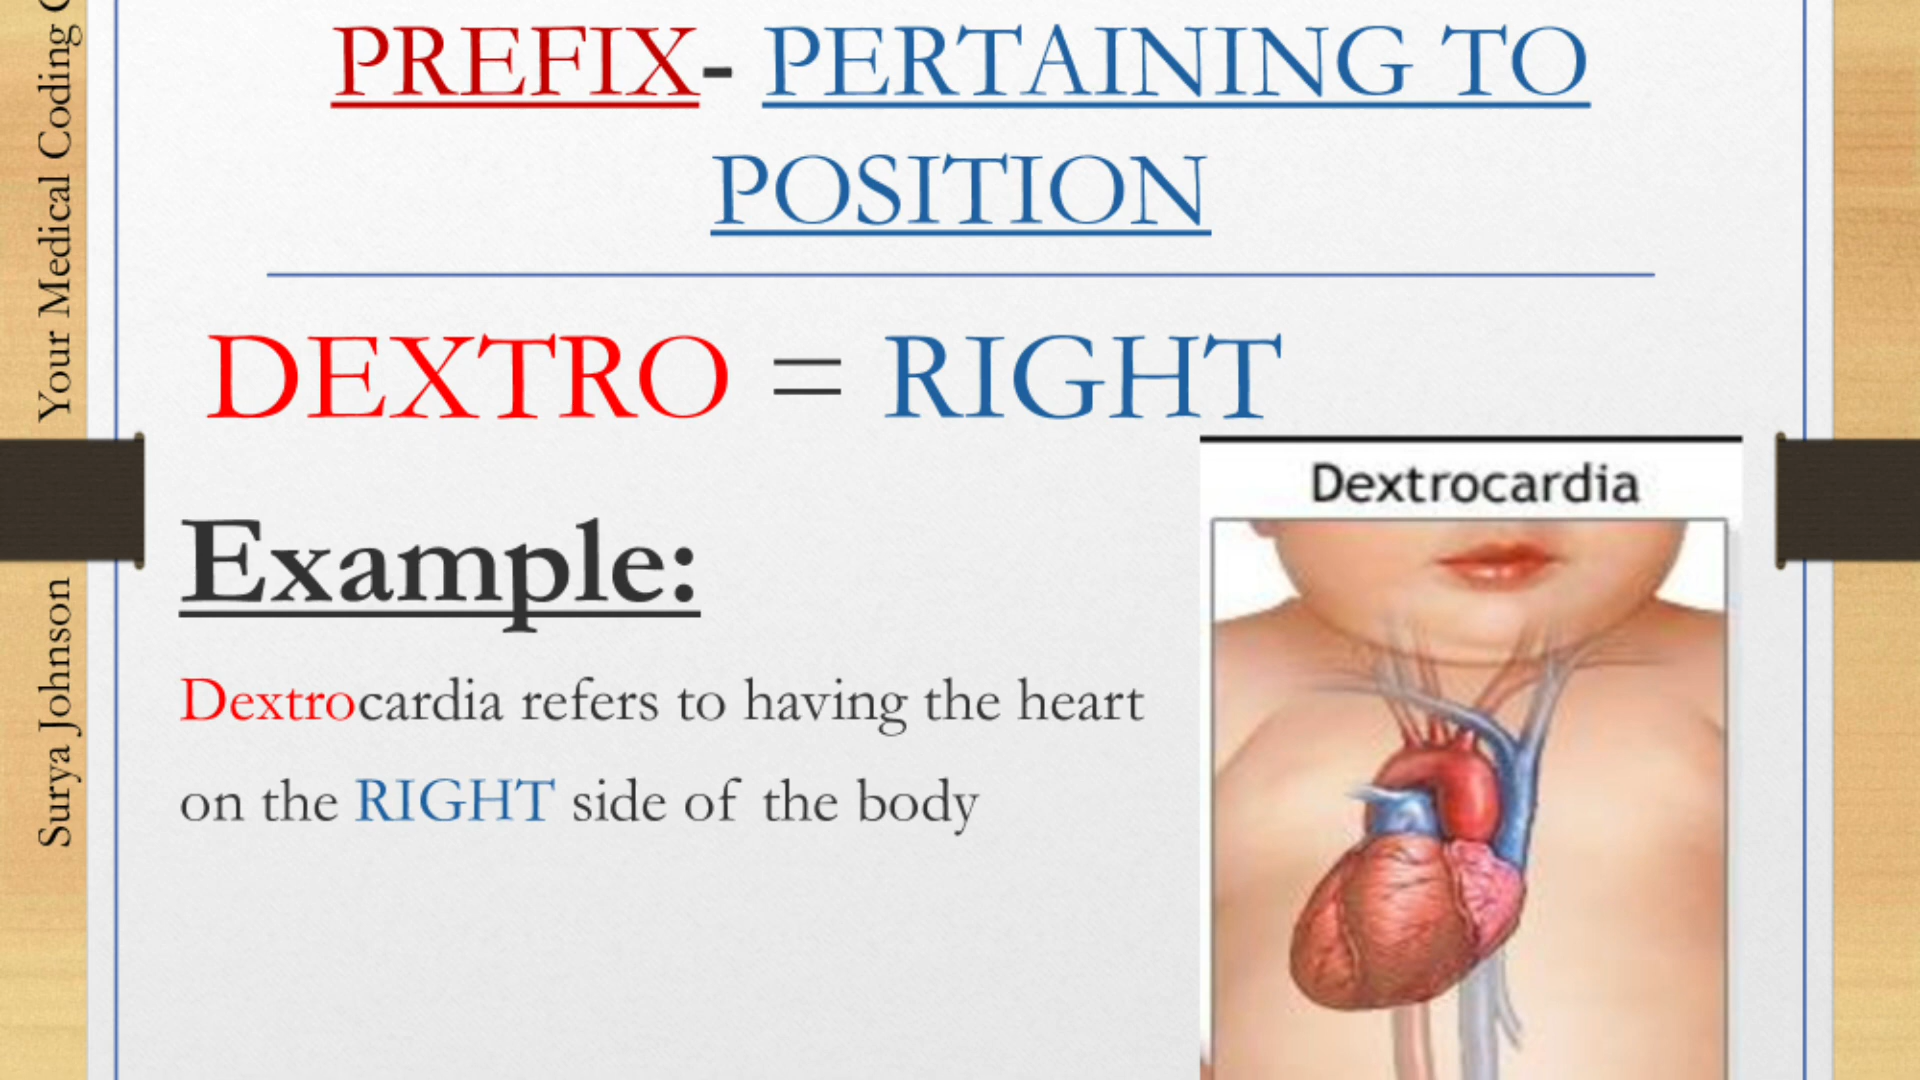 PREFIX- PERTAINING TO
POSITION
DEXTRO = RIGHT
Dextrocardia
Example:
Dextrocardia refers to having the heart
on the RIGHT side of the body
Surya Johnson
Your Medical Coding